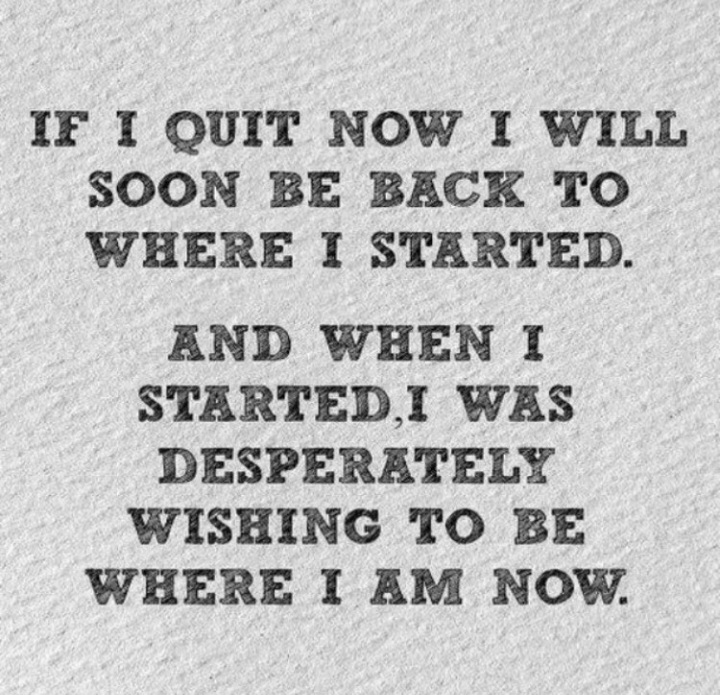 IF I QUIT NOW I WILL
SOON BE BACK TO
WHERE I STARTED.
AND WHEN I
STARTED,I WAS
DESPERATELY
WISHING TO BE
WHERE I AM NOW.